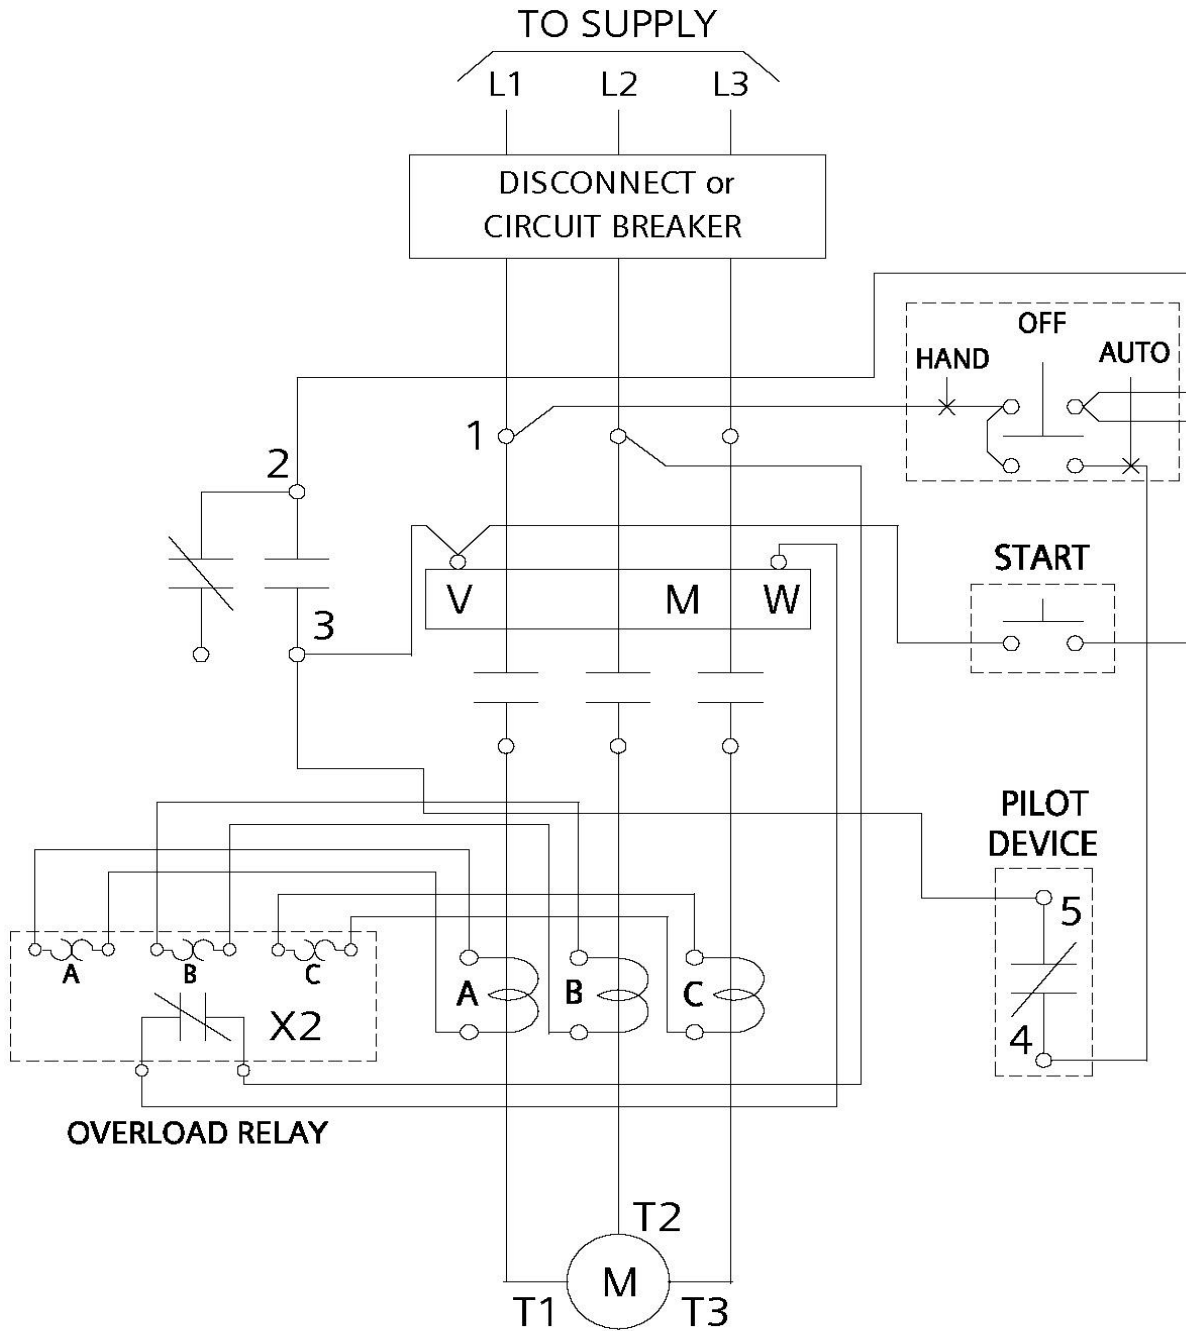 TO SUPPLY
L1 L2 L3
DISCONNECT or
CIRCUIT BREAKER
OFF
HAND AUTO
1
2
START
V M W
3
PILOT
DEVICE
5
A B C
A B C
X2
4
OVERLOAD RELAY
T2
M
T1 T3